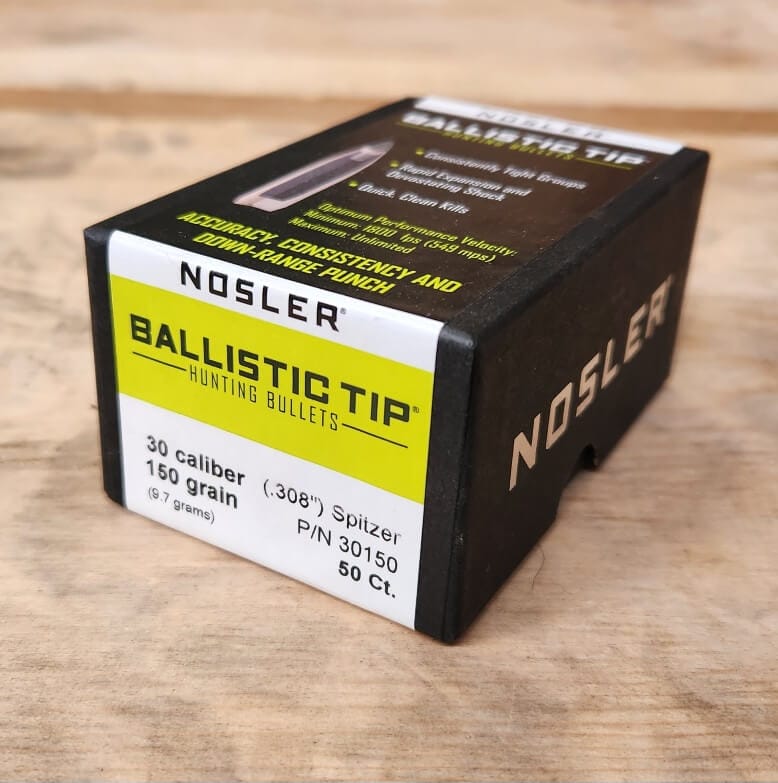 NOSLER
BALLISTIC TIP
HUNTING BULLETS
• Consistently Tight Groups
• Rapid Expansion and
Devastating Shock
• Quick, Clean Kills
Optimum Performance Velocity:
Minimum: 1800 fps (549 mps)
Maximum: Unlimited
ACCURACY, CONSISTENCY AND
DOWN-RANGE PUNCH
NOSLER®
BALLISTIC TIP®
HUNTING BULLETS
30 caliber (.308") Spitzer
150 grain P/N 30150
(9.7 grams) 50 Ct.
NOSLER®